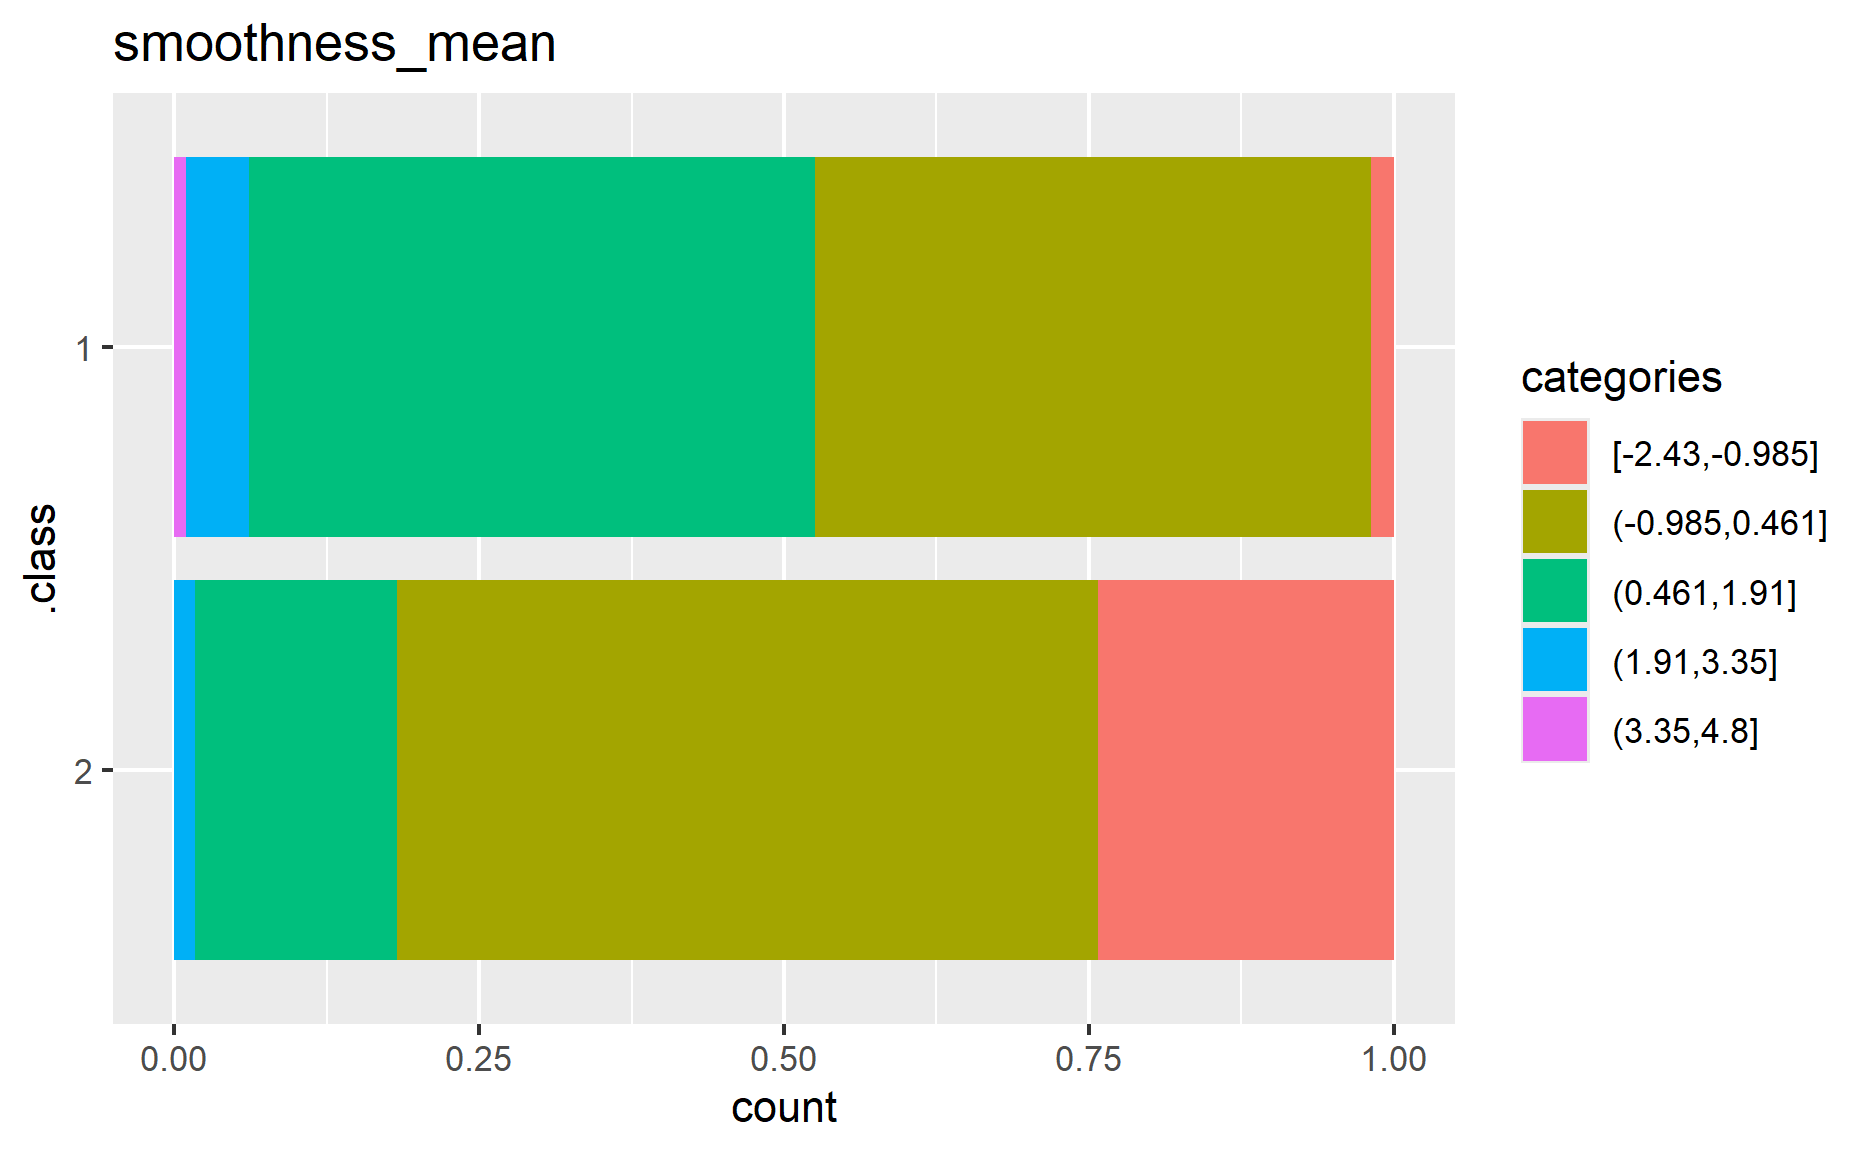 smoothness_mean
.class
1
2
0.00 0.25 0.50 0.75 1.00
count
categories
[-2.43,-0.985]
(-0.985,0.461]
(0.461,1.91]
(1.91,3.35]
(3.35,4.8]